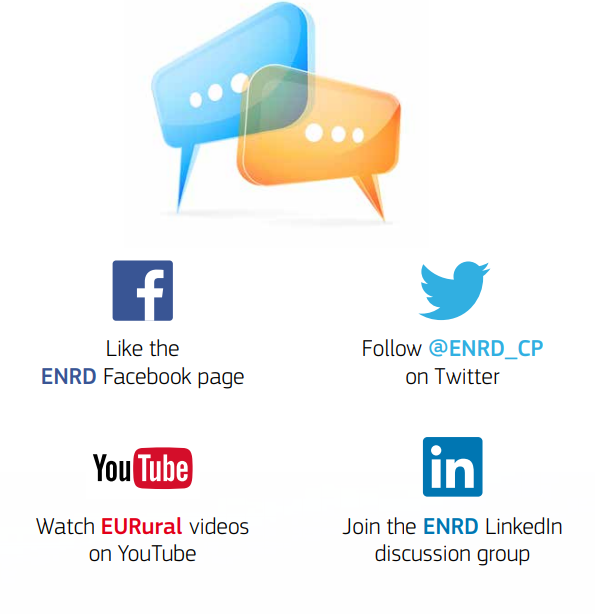 Like the
ENRD Facebook page
Follow @ENRD_CP
on Twitter
YouTube
in
Watch EURural videos
on YouTube
Join the ENRD LinkedIn
discussion group